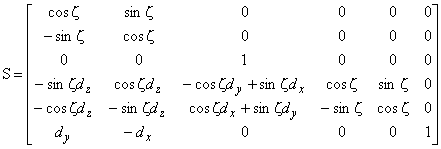 cos ζ sin ζ 0 0 0 0
− sin ζ cos ζ 0 0 0 0
0 0 1 0 0 0
S = − sin ζd_z cos ζd_z − cos ζd_y + sin ζd_x cos ζ sin ζ 0
− cos ζd_z − sin ζd_z cos ζd_x + sin ζd_y − sin ζ cos ζ 0
d_y − d_x 0 0 0 1